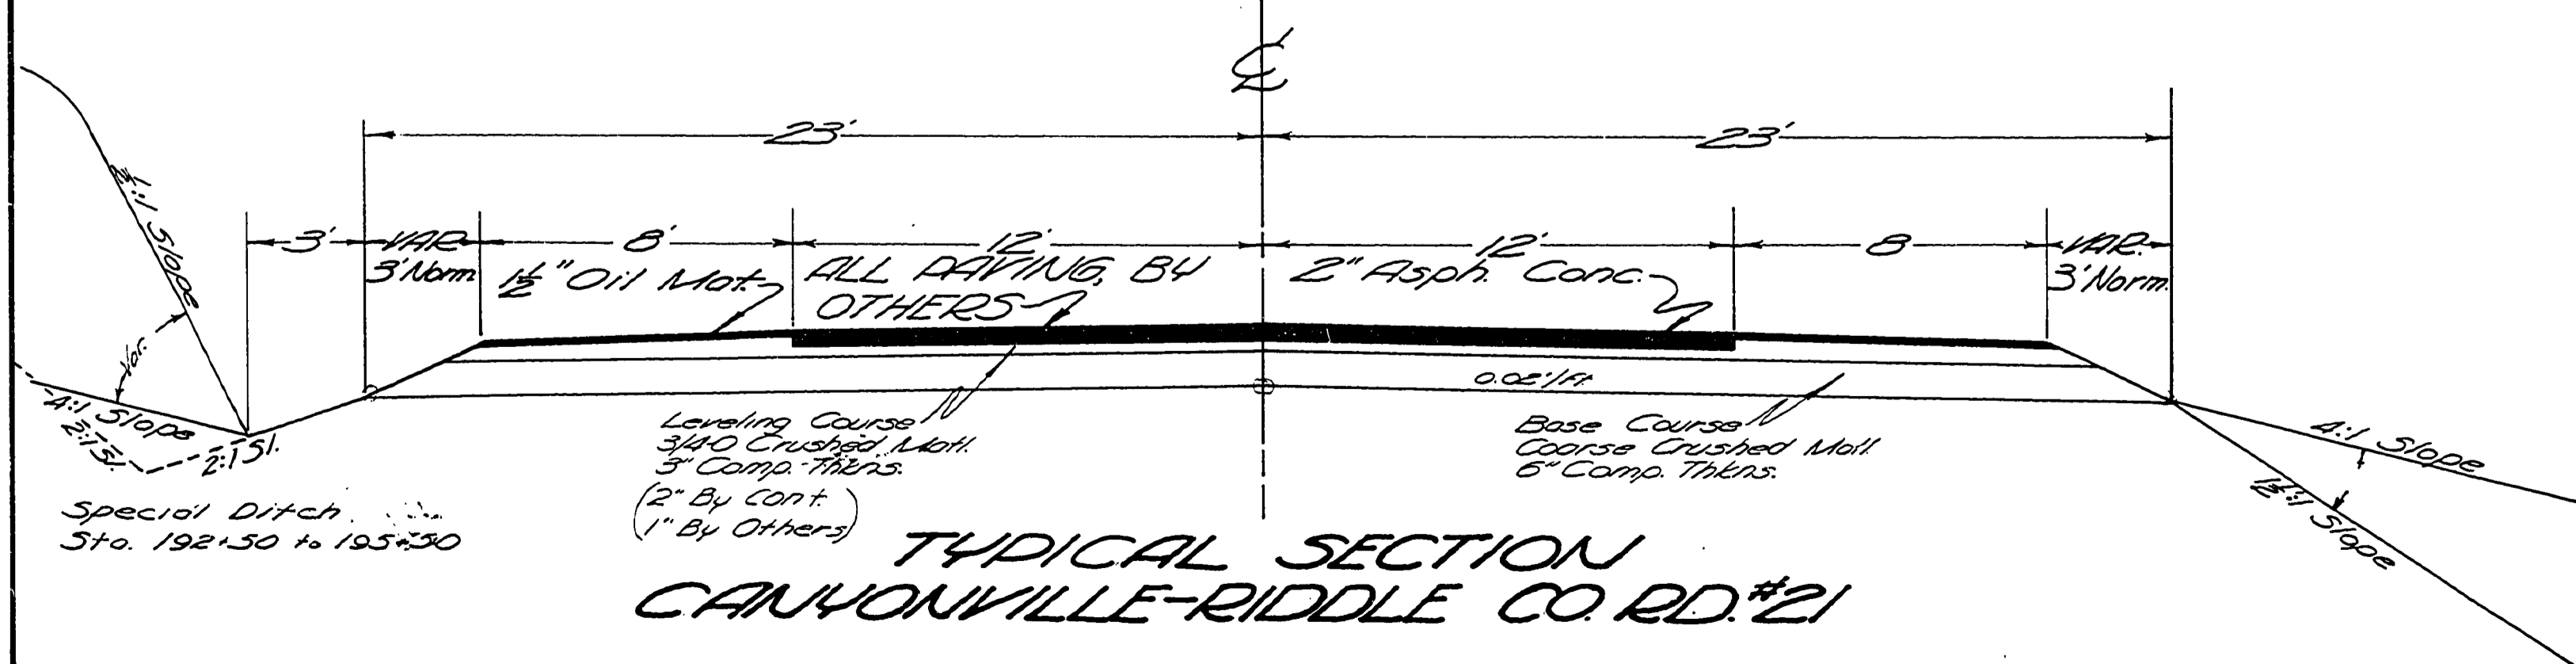 ℄
23'
23'
3'
VAR.
8'
12'
12'
8
VAR.
3' Norm.
1½" Oil Mat.
ALL PAVING, BY
OTHERS
2" Asph. Conc.
3' Norm.
Slope
Var.
4:1 Slope
2:1 Sl.
2:1 Sl.
0.02'/Ft.
Leveling Course
3/4-0 Crushed Matl.
3" Comp. Thkns.
(2" By Cont.
1" By Others)
Base Course
Coarse Crushed Matl.
6" Comp. Thkns.
4:1 Slope
1½:1 Slope
Special Ditch
Sta. 192+50 to 195+50
TYPICAL SECTION
CANYONVILLE-RIDDLE CO. RD. #21